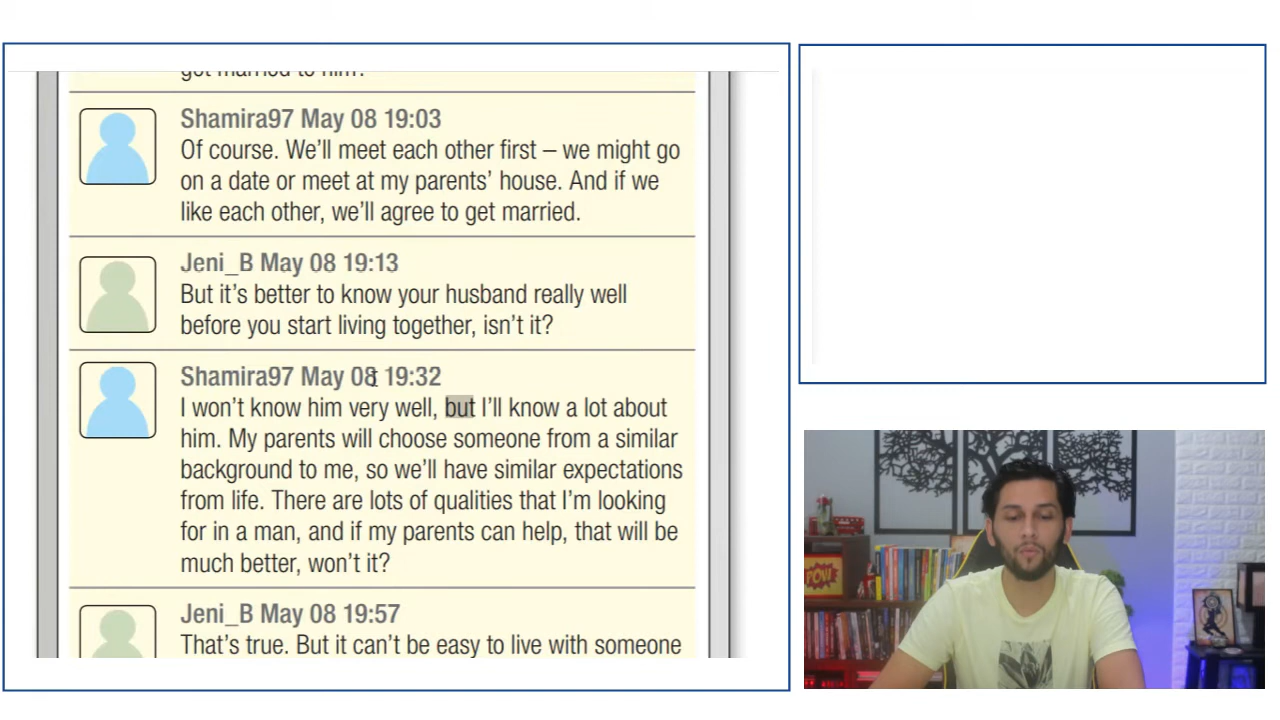 got married to him?
Shamira97 May 08 19:03
Of course. We'll meet each other first – we might go
on a date or meet at my parents' house. And if we
like each other, we'll agree to get married.
Jeni_B May 08 19:13
But it's better to know your husband really well
before you start living together, isn't it?
Shamira97 May 08 19:32
I won't know him very well, but I'll know a lot about
him. My parents will choose someone from a similar
background to me, so we'll have similar expectations
from life. There are lots of qualities that I'm looking
for in a man, and if my parents can help, that will be
much better, won't it?
Jeni_B May 08 19:57
That's true. But it can't be easy to live with someone
POW